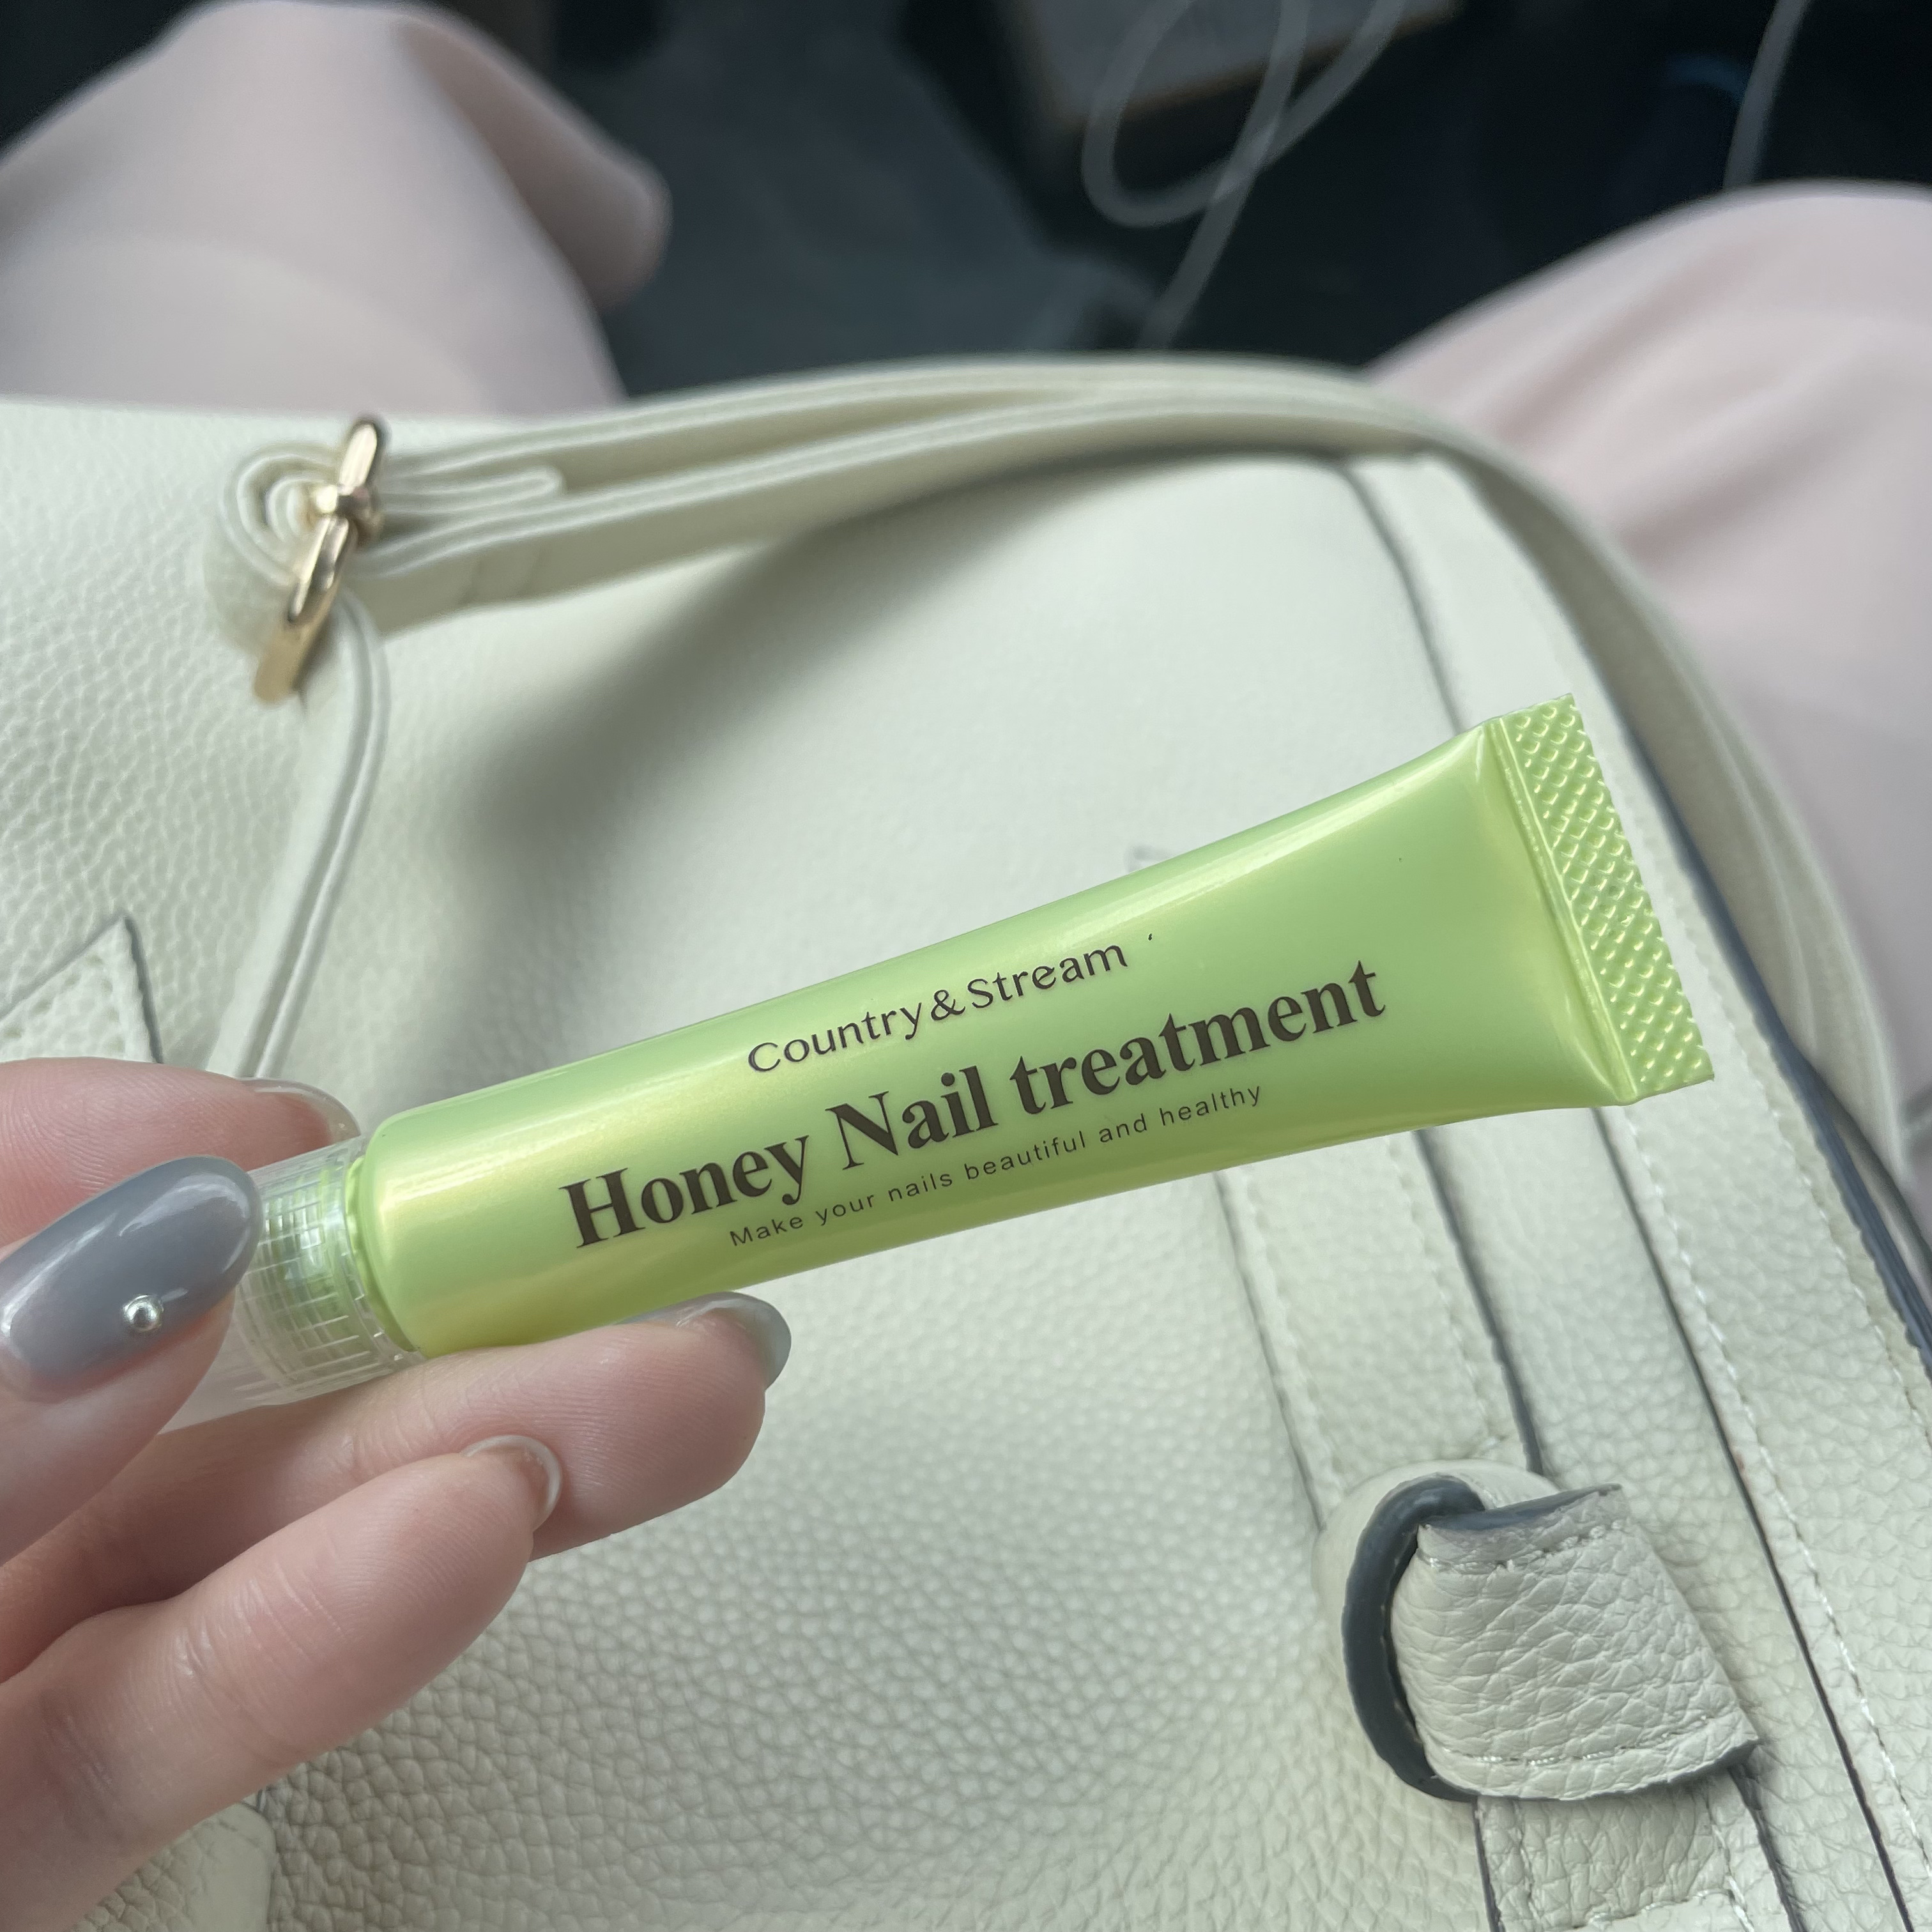 Country&Stream
Honey Nail treatment
Make your nails beautiful and healthy